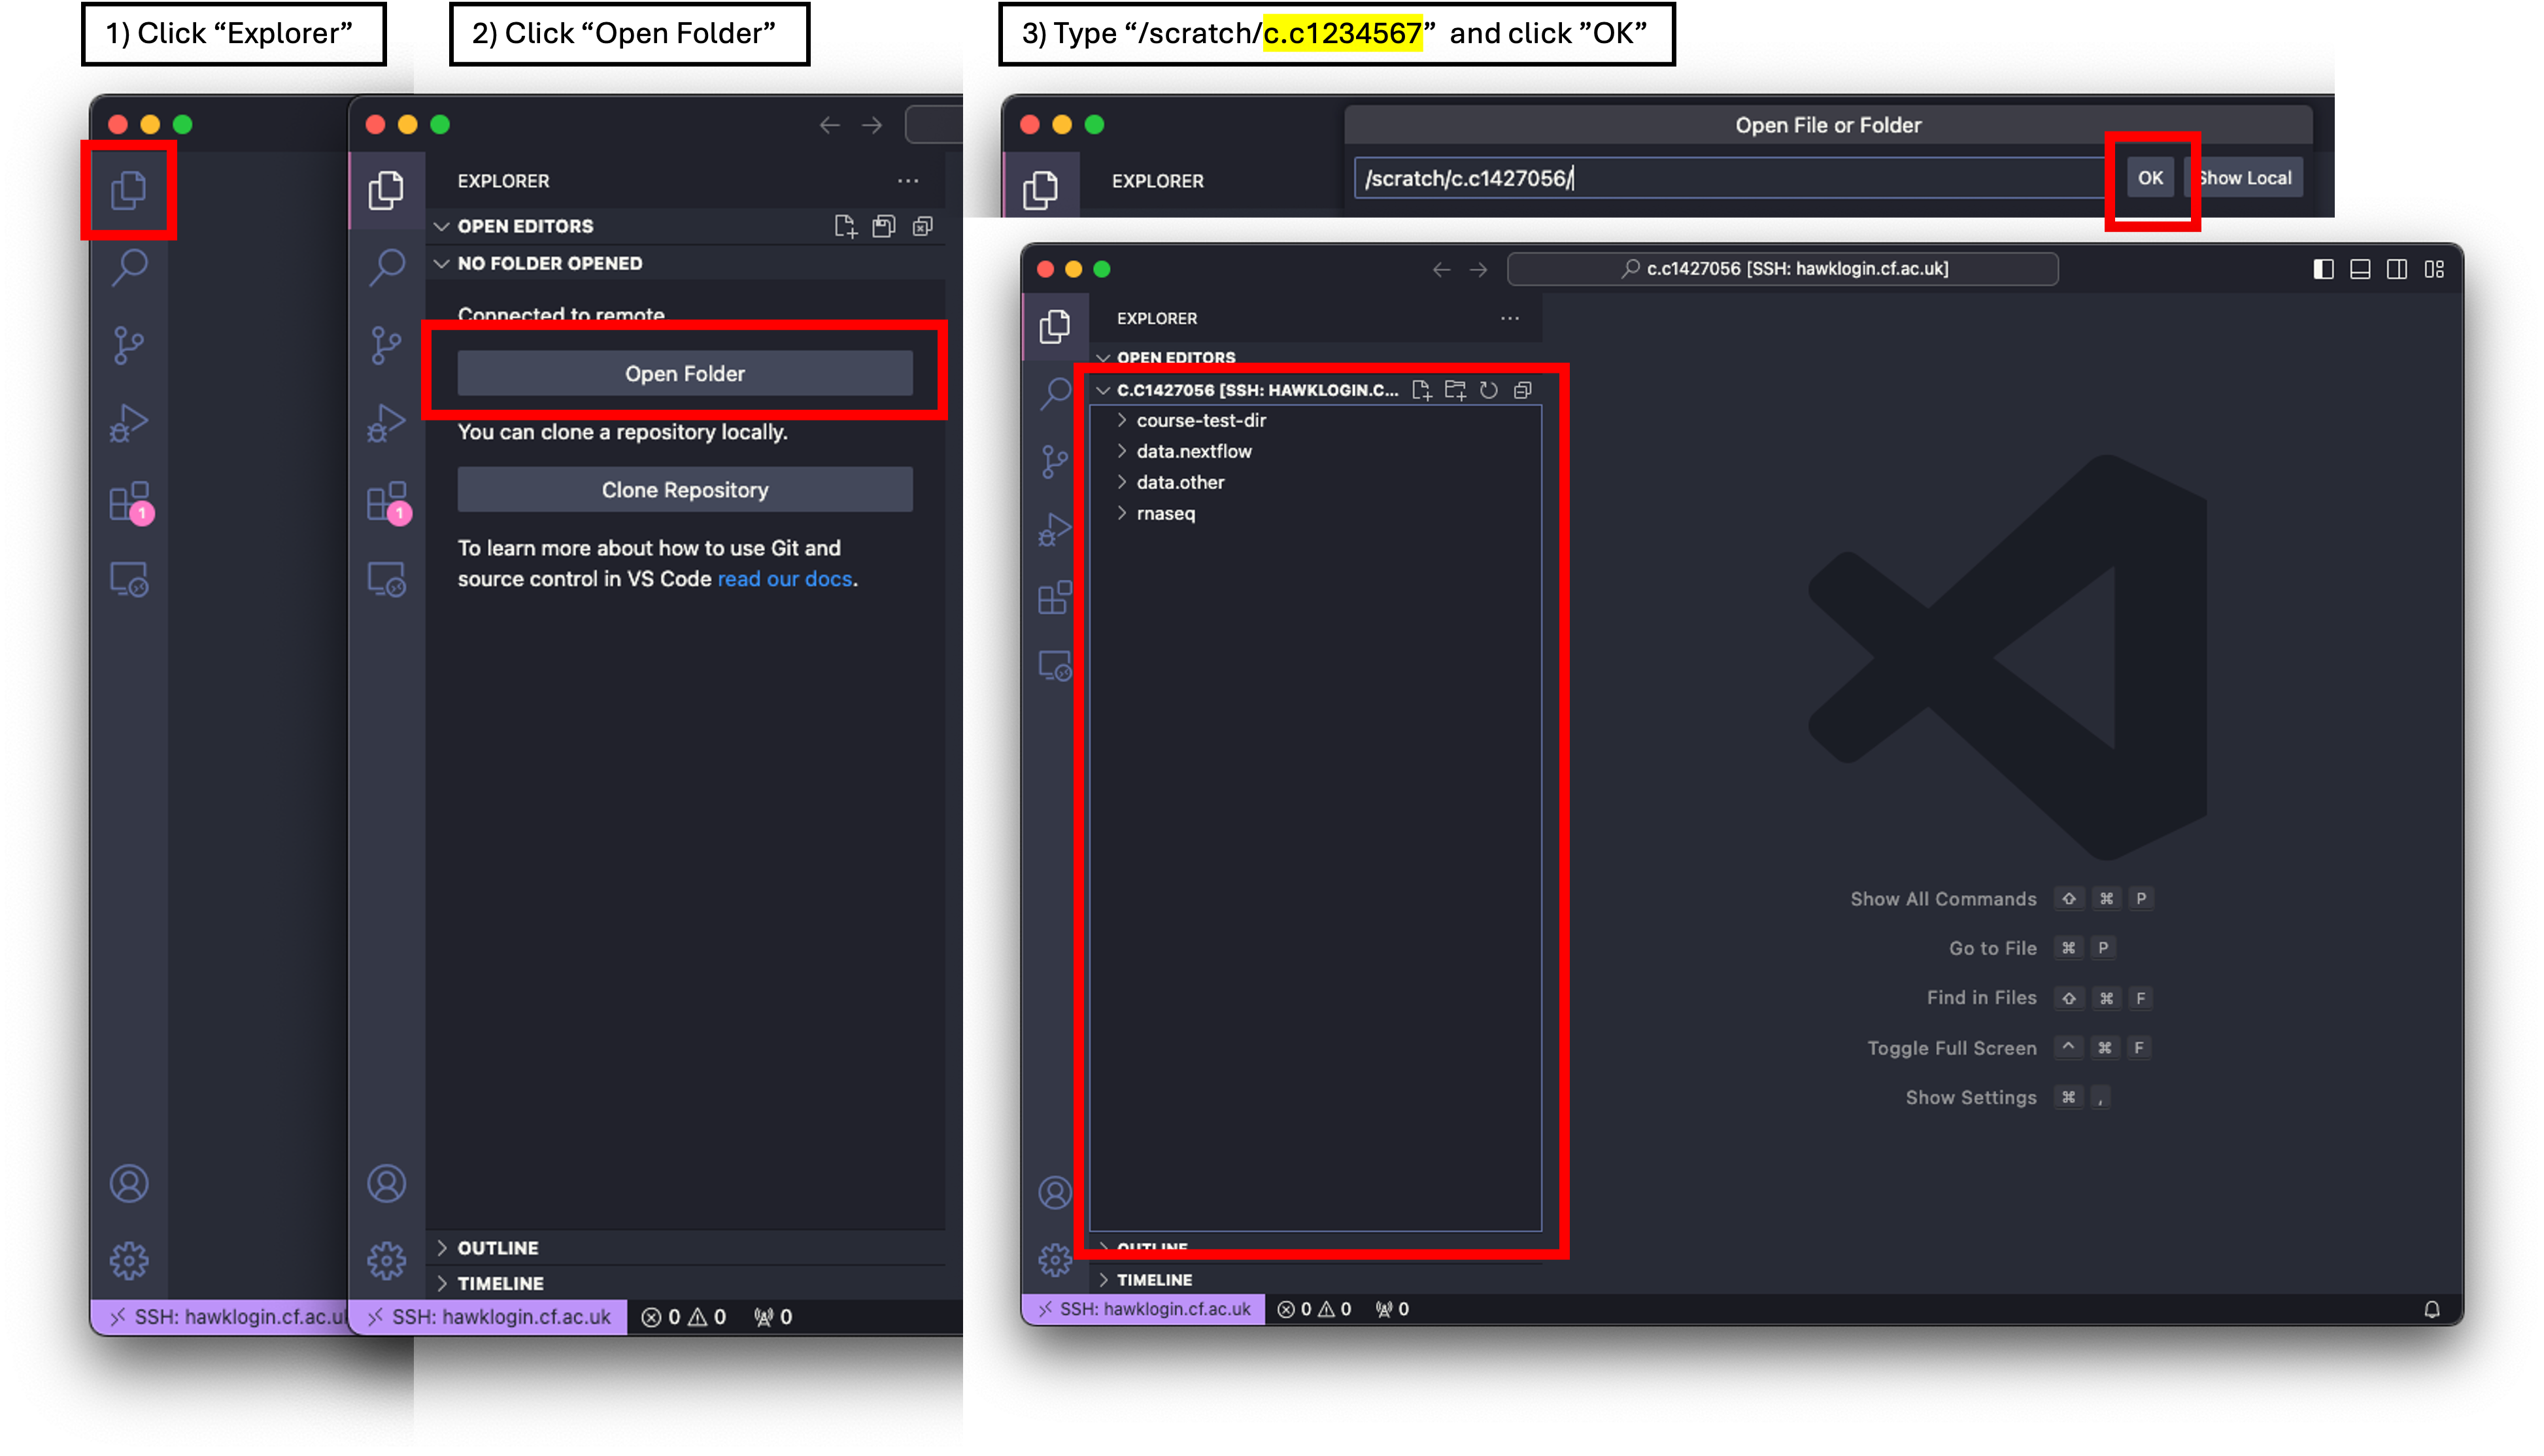 1) Click “Explorer”
2) Click “Open Folder”
3) Type “/scratch/c.c1234567” and click ”OK”
1
SSH: hawklogin.cf.ac.uk
EXPLORER
OPEN EDITORS
NO FOLDER OPENED
Connected to remote.
Open Folder
You can clone a repository locally.
Clone Repository
To learn more about how to use Git and
source control in VS Code read our docs.
1
OUTLINE
TIMELINE
SSH: hawklogin.cf.ac.uk 0 0 0
Open File or Folder
EXPLORER
/scratch/c.c1427056/ OK Show Local
c.c1427056 [SSH: hawklogin.cf.ac.uk]
EXPLORER
OPEN EDITORS
C.C1427056 [SSH: HAWKLOGIN.C...
course-test-dir
data.nextflow
data.other
rnaseq
OUTLINE
TIMELINE
Show All Commands ⇧ ⌘ P
Go to File ⌘ P
Find in Files ⇧ ⌘ F
Toggle Full Screen ^ ⌘ F
Show Settings ⌘ ,
SSH: hawklogin.cf.ac.uk 0 0 0